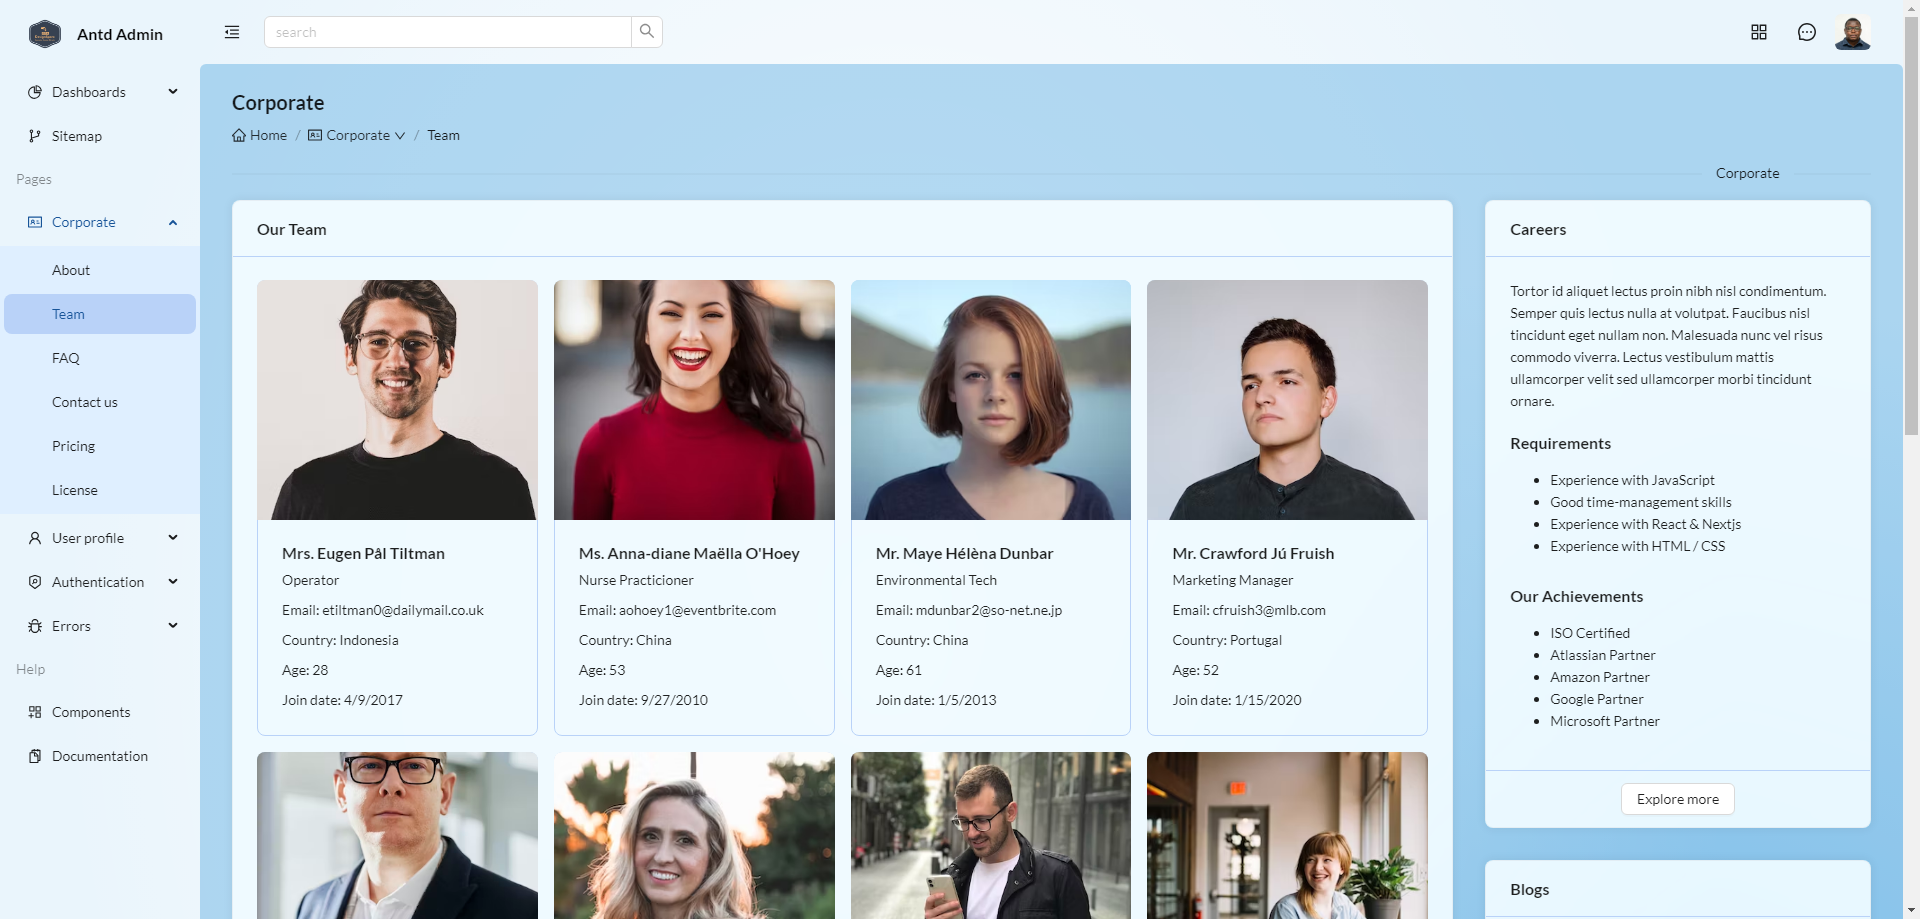 Antd Admin
search
Dashboards
Sitemap
Pages
Corporate
About
Team
FAQ
Contact us
Pricing
License
User profile
Authentication
Errors
Help
Components
Documentation
Corporate
Home / Corporate / Team
Corporate
Our Team
Mrs. Eugen Pål Tiltman
Operator
Email: etiltman0@dailymail.co.uk
Country: Indonesia
Age: 28
Join date: 4/9/2017
Ms. Anna-diane Maëlla O'Hoey
Nurse Practicioner
Email: aohoey1@eventbrite.com
Country: China
Age: 53
Join date: 9/27/2010
Mr. Maye Hélèna Dunbar
Environmental Tech
Email: mdunbar2@so-net.ne.jp
Country: China
Age: 61
Join date: 1/5/2013
Mr. Crawford Jú Fruish
Marketing Manager
Email: cfruish3@mlb.com
Country: Portugal
Age: 52
Join date: 1/15/2020
Careers
Tortor id aliquet lectus proin nibh nisl condimentum.
Semper quis lectus nulla at volutpat. Faucibus nisl
tincidunt eget nullam non. Malesuada nunc vel risus
commodo viverra. Lectus vestibulum mattis
ullamcorper velit sed ullamcorper morbi tincidunt
ornare.
Requirements
Experience with JavaScript
Good time-management skills
Experience with React & Nextjs
Experience with HTML / CSS
Our Achievements
ISO Certified
Atlassian Partner
Amazon Partner
Google Partner
Microsoft Partner
Explore more
Blogs